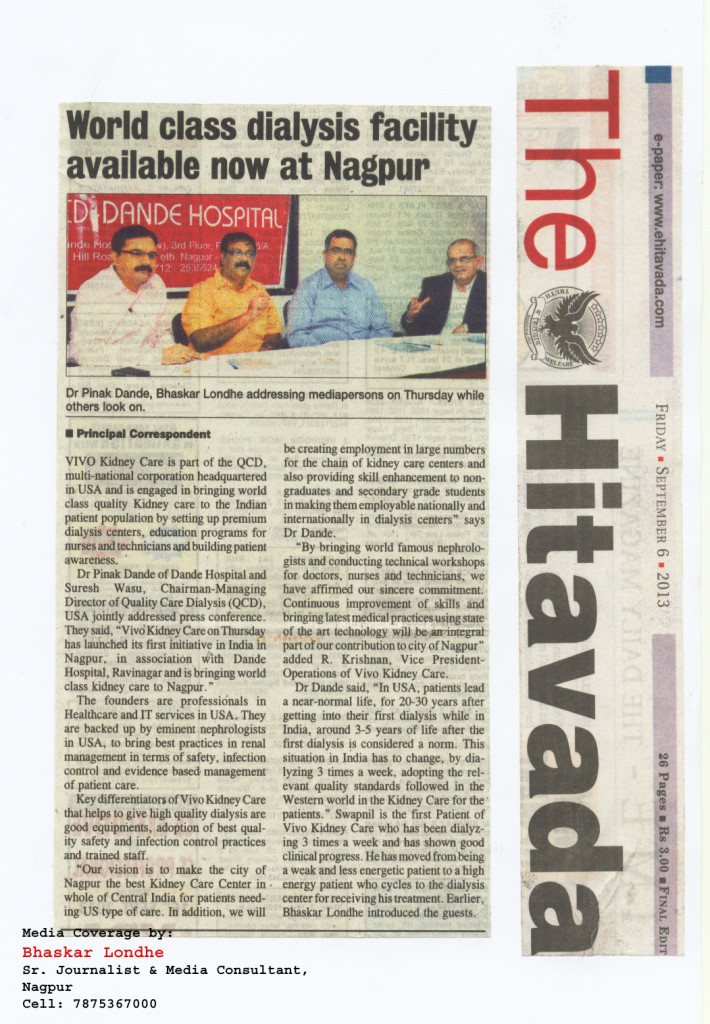 World class dialysis facility
available now at Nagpur
DANDE HOSPITAL
3rd Floor,
Hill Road
Nagpur -
2535524
Dr Pinak Dande, Bhaskar Londhe addressing mediapersons on Thursday while
others look on.
■ Principal Correspondent
VIVO Kidney Care is part of the QCD,
multi-national corporation headquartered
in USA and is engaged in bringing world
class quality Kidney care to the Indian
patient population by setting up premium
dialysis centers, education programs for
nurses and technicians and building patient
awareness.
Dr Pinak Dande of Dande Hospital and
Suresh Wasu, Chairman-Managing
Director of Quality Care Dialysis (QCD),
USA jointly addressed press conference.
They said, “Vivo Kidney Care on Thursday
has launched its first initiative in India in
Nagpur, in association with Dande
Hospital, Ravinagar and is bringing world
class kidney care to Nagpur.”
The founders are professionals in
Healthcare and IT services in USA. They
are backed up by eminent nephrologists
in USA, to bring best practices in renal
management in terms of safety, infection
control and evidence based management
of patient care.
Key differentiators of Vivo Kidney Care
that helps to give high quality dialysis are
good equipments, adoption of best qual-
ity safety and infection control practices
and trained staff.
“Our vision is to make the city of
Nagpur the best Kidney Care Center in
whole of Central India for patients need-
ing US type of care. In addition, we will
be creating employment in large numbers
for the chain of kidney care centers and
also providing skill enhancement to non-
graduates and secondary grade students
in making them employable nationally and
internationally in dialysis centers” says
Dr Dande.
“By bringing world famous nephrolo-
gists and conducting technical workshops
for doctors, nurses and technicians, we
have affirmed our sincere commitment.
Continuous improvement of skills and
bringing latest medical practices using state
of the art technology will be an integral
part of our contribution to city of Nagpur”
added R. Krishnan, Vice President-
Operations of Vivo Kidney Care.
Dr Dande said, “In USA, patients lead
a near-normal life, for 20-30 years after
getting into their first dialysis while in
India, around 3-5 years of life after the
first dialysis is considered a norm. This
situation in India has to change, by dia-
lyzing 3 times a week, adopting the rel-
evant quality standards followed in the
Western world in the Kidney Care for the
patients.” Swapnil is the first Patient of
Vivo Kidney Care who has been dialyz-
ing 3 times a week and has shown good
clinical progress. He has moved from being
a weak and less energetic patient to a high
energy patient who cycles to the dialysis
center for receiving his treatment. Earlier,
Bhaskar Londhe introduced the guests.
The Hitavada
TRUTH
WELFARE
e-paper: www.ehitavada.com
FRIDAY ▪ SEPTEMBER 6 ▪ 2013
26 Pages ■ Rs 3.00 ■ FINAL EDIT
Media Coverage by:
Bhaskar Londhe
Sr. Journalist & Media Consultant,
Nagpur
Cell: 7875367000